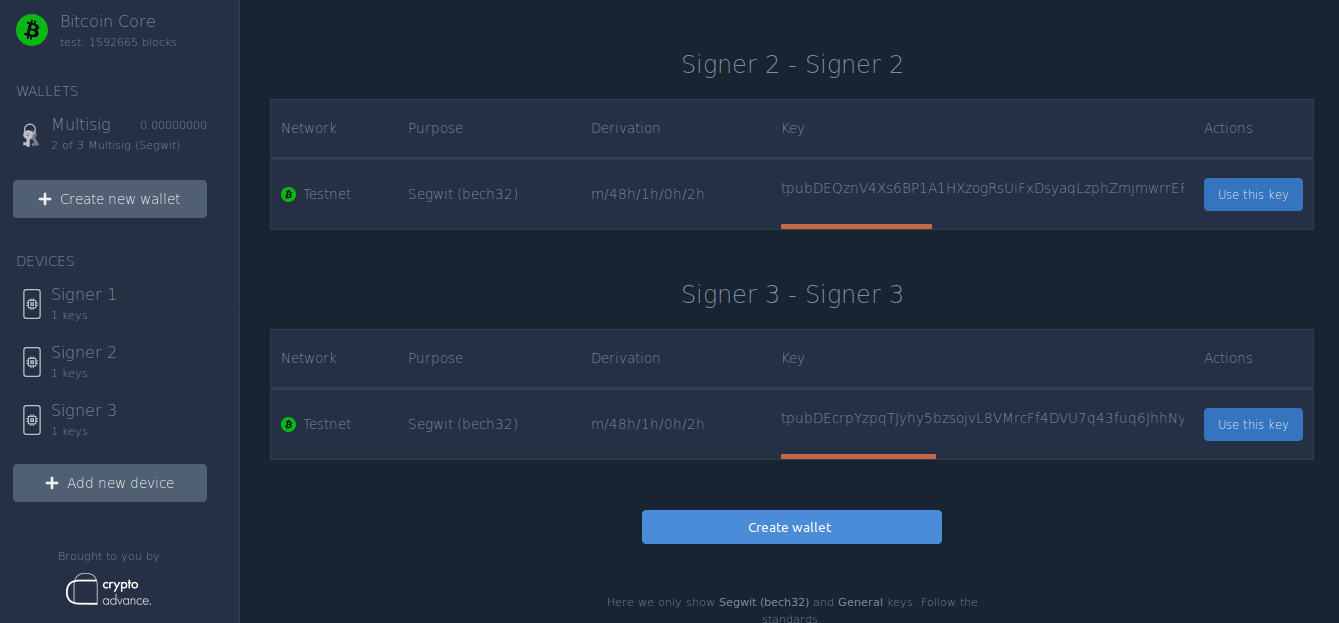 Bitcoin Core
test: 1592665 blocks
WALLETS
Multisig 0.00000000
2 of 3 Multisig (Segwit)
Create new wallet
DEVICES
Signer 1
1 keys
Signer 2
1 keys
Signer 3
1 keys
Add new device
Brought to you by
crypto
advance.
Signer 2 - Signer 2
Network Purpose Derivation Key Actions
Testnet Segwit (bech32) m/48h/1h/0h/2h tpubDEQznV4Xs6BP1A1HXzogRsUiFxDsyaqLzphZmjmwrrEF Use this key
Signer 3 - Signer 3
Network Purpose Derivation Key Actions
Testnet Segwit (bech32) m/48h/1h/0h/2h tpubDEcrpYzpqTJyhy5bzsojvL8VMrcFf4DVU7q43fuq6JhhNy Use this key
Create wallet
Here we only show Segwit (bech32) and General keys. Follow the
standards.